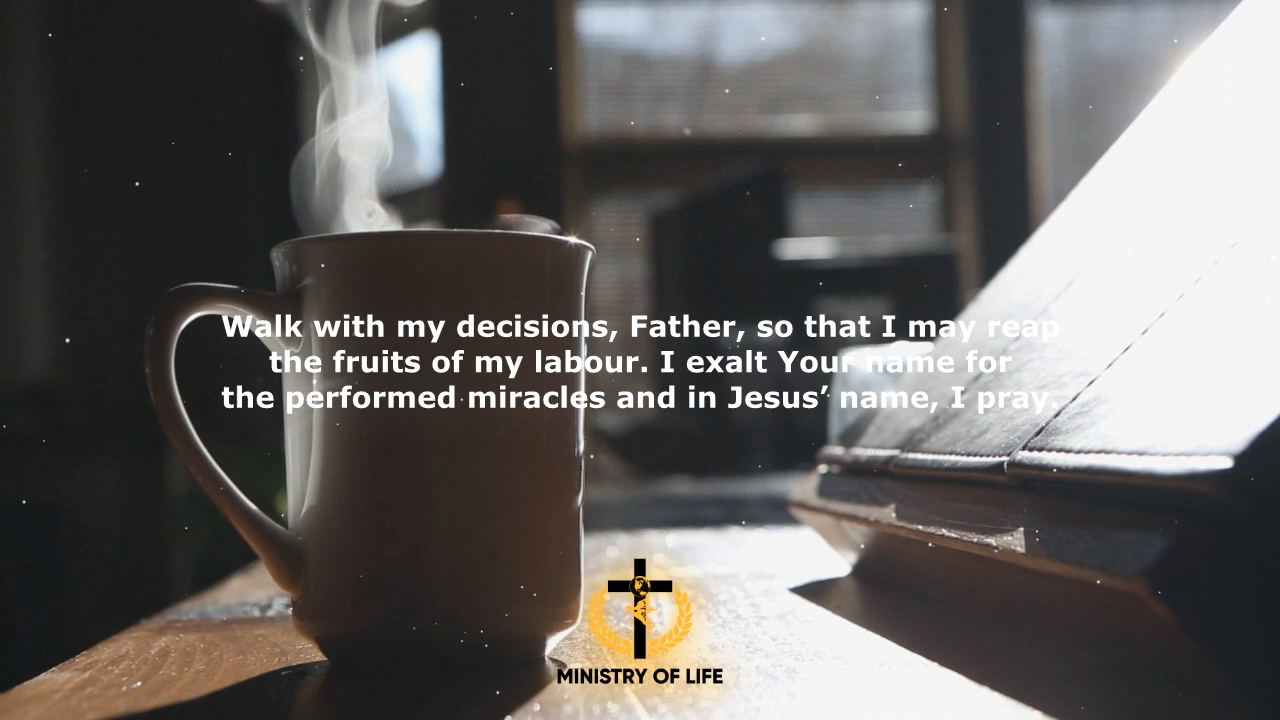 Walk with my decisions, Father, so that I may reap
the fruits of my labour. I exalt Your name for
the performed miracles and in Jesus’ name, I pray.
MINISTRY OF LIFE